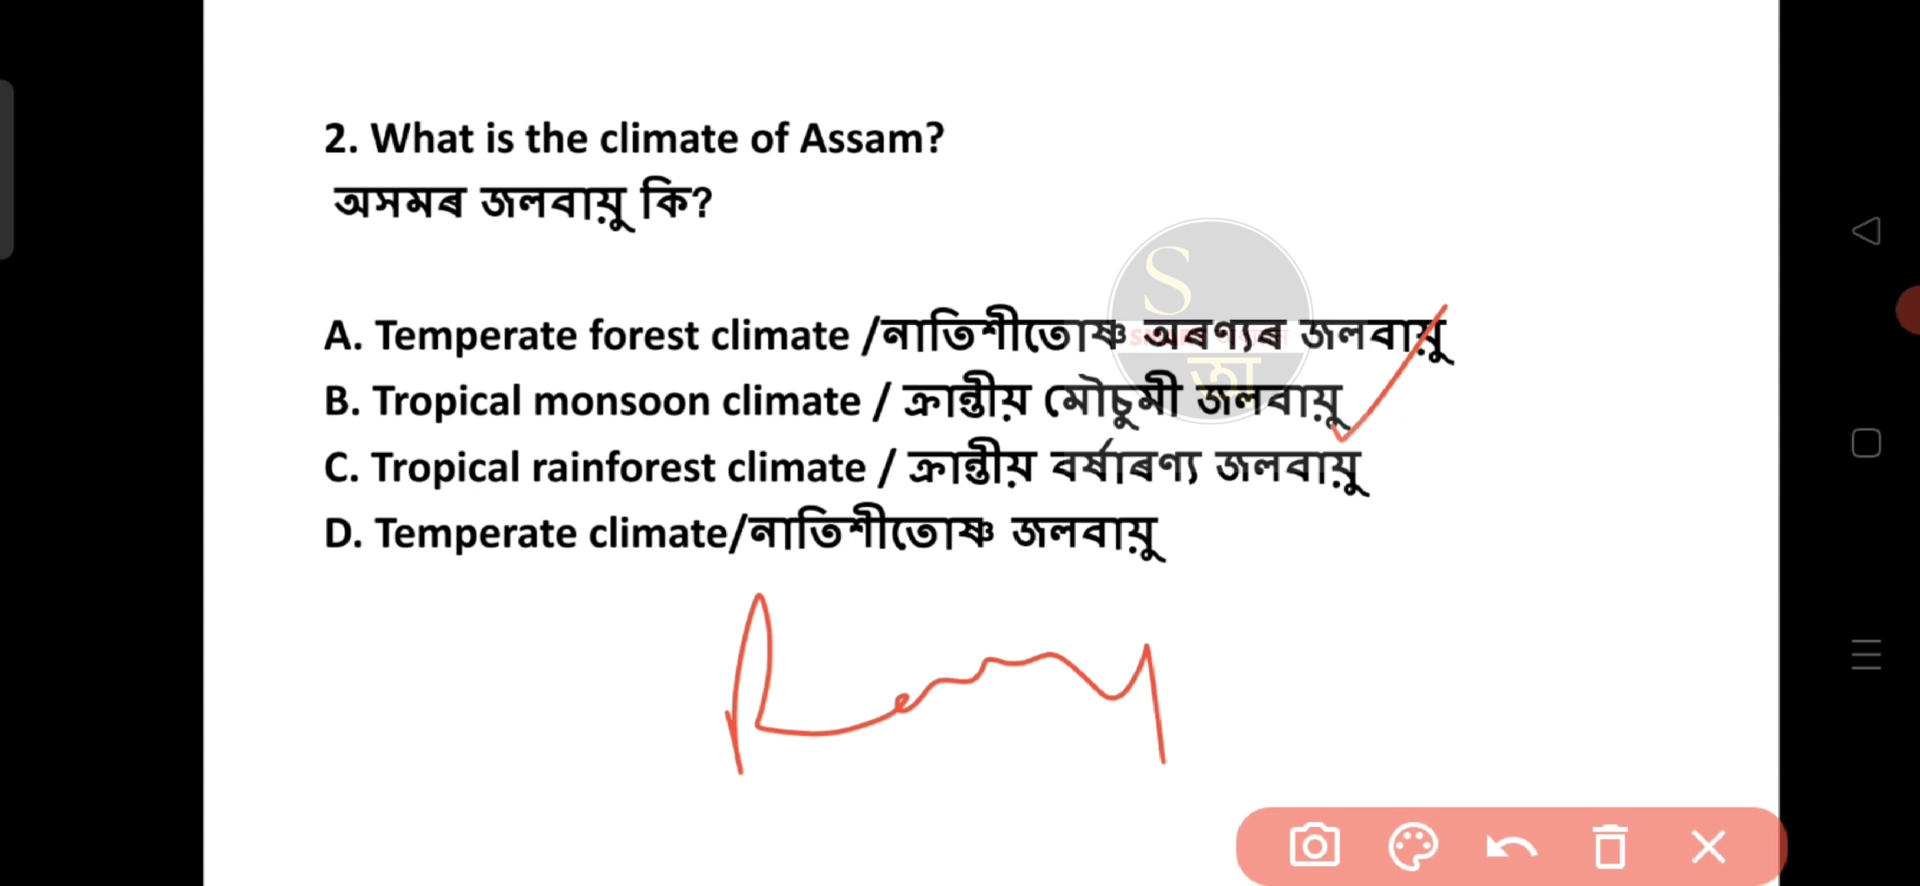 2. What is the climate of Assam?
অসমৰ জলবায়ু কি?
A. Temperate forest climate /নাতিশীতোষ্ণ অৰণ্যৰ জলবায়ু
B. Tropical monsoon climate / ক্ৰান্তীয় মৌচুমী জলবায়ু
C. Tropical rainforest climate / ক্ৰান্তীয় বৰ্ষাৰণ্য জলবায়ু
D. Temperate climate/নাতিশীতোষ্ণ জলবায়ু
S
অ